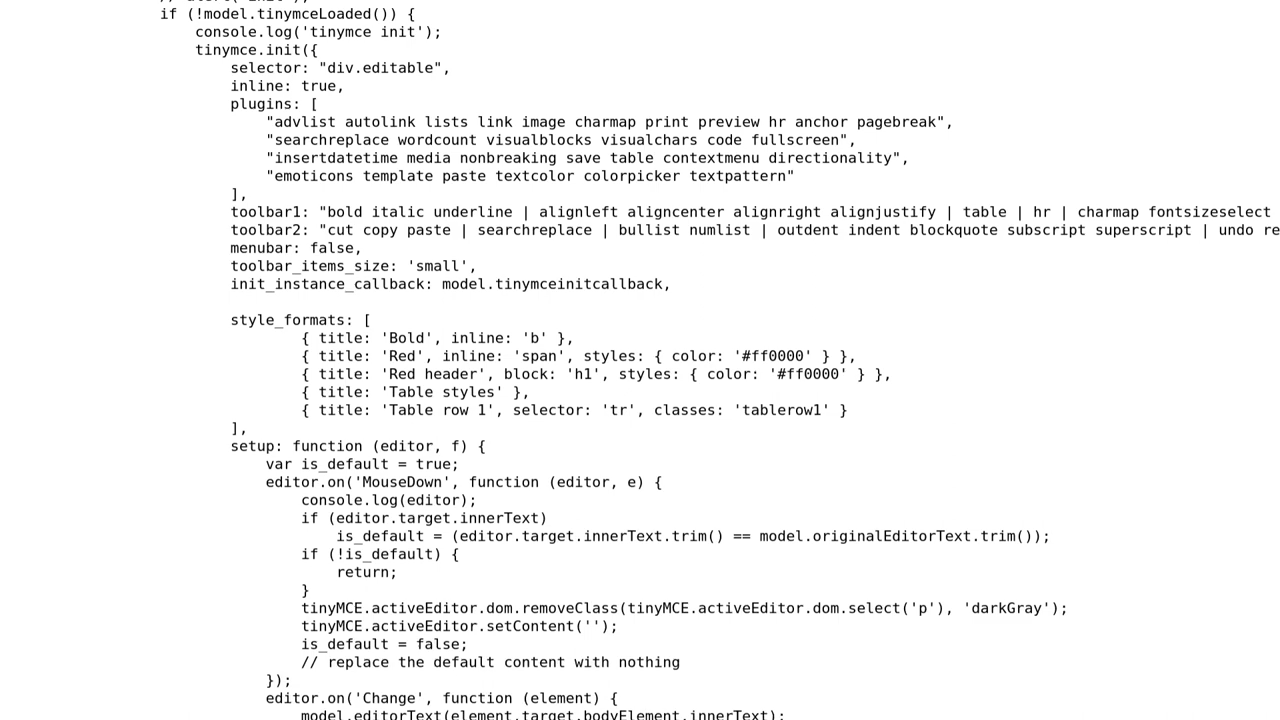 if (!model.tinymceLoaded()) {
console.log('tinymce init');
tinymce.init({
selector: "div.editable",
inline: true,
plugins: [
"advlist autolink lists link image charmap print preview hr anchor pagebreak",
"searchreplace wordcount visualblocks visualchars code fullscreen",
"insertdatetime media nonbreaking save table contextmenu directionality",
"emoticons template paste textcolor colorpicker textpattern"
],
toolbar1: "bold italic underline | alignleft aligncenter alignright alignjustify | table | hr | charmap fontsizeselect
toolbar2: "cut copy paste | searchreplace | bullist numlist | outdent indent blockquote subscript superscript | undo re
menubar: false,
toolbar_items_size: 'small',
init_instance_callback: model.tinymceinitcallback,
style_formats: [
{ title: 'Bold', inline: 'b' },
{ title: 'Red', inline: 'span', styles: { color: '#ff0000' } },
{ title: 'Red header', block: 'h1', styles: { color: '#ff0000' } },
{ title: 'Table styles' },
{ title: 'Table row 1', selector: 'tr', classes: 'tablerow1' }
],
setup: function (editor, f) {
var is_default = true;
editor.on('MouseDown', function (editor, e) {
console.log(editor);
if (editor.target.innerText)
is_default = (editor.target.innerText.trim() == model.originalEditorText.trim());
if (!is_default) {
return;
}
tinyMCE.activeEditor.dom.removeClass(tinyMCE.activeEditor.dom.select('p'), 'darkGray');
tinyMCE.activeEditor.setContent('');
is_default = false;
// replace the default content with nothing
});
editor.on('Change', function (element) {
model.editorText(element.target.bodyElement.innerText);